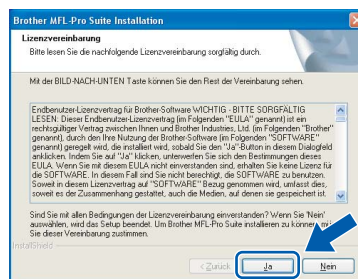 Brother MFL-Pro Suite Installation
Lizenzvereinbarung
Bitte lesen Sie die nachfolgende Lizenzvereinbarung sorgfältig durch.
Mit der BILD-NACH-UNTEN Taste können Sie den Rest der Vereinbarung sehen.
Endbenutzer-Lizenzvertrag für Brother-Software WICHTIG - BITTE SORGFÄLTIG
LESEN: Dieser Endbenutzer-Lizenzvertrag (im Folgenden "EULA" genannt) ist ein
rechtsgültiger Vertrag zwischen Ihnen und Brother Industries, Ltd. (im Folgenden "Brother"
genannt), durch den Ihre Nutzung der Brother-Software (im Folgenden "SOFTWARE"
genannt) geregelt wird, die installiert wird, sobald Sie den "Ja"-Button in diesem Dialogfeld
anklicken. Indem Sie auf "Ja" klicken, unterwerfen Sie sich den Bestimmungen dieses
EULA. Wenn Sie mit diesem EULA nicht einverstanden sind, erhalten Sie keine Lizenz für
die SOFTWARE. In diesem Fall sind Sie nicht berechtigt, die SOFTWARE zu benutzen.
Soweit in diesem Lizenzvertrag auf "SOFTWARE" Bezug genommen wird, umfasst dies,
soweit es der Zusammenhang gestattet, auch die Medien, auf denen sie gespeichert ist.
Sind Sie mit allen Bedingungen der Lizenzvereinbarung einverstanden? Wenn Sie 'Nein'
auswählen, wird das Setup beendet. Um Brother MFL-Pro Suite installieren zu können,
Sie dieser Vereinbarung zustimmen.
InstallShield
< Zurück
Ja
Nein